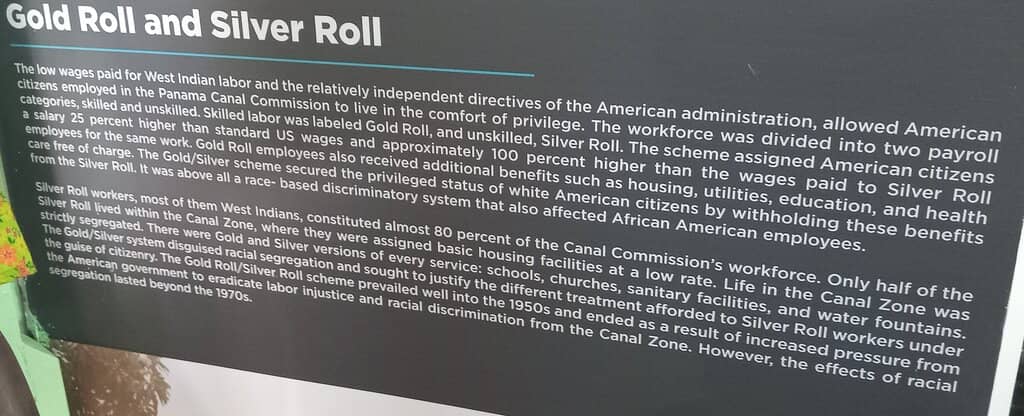 Gold Roll and Silver Roll
The low wages paid for West Indian labor and the relatively independent directives of the American administration, allowed American
citizens employed in the Panama Canal Commission to live in the comfort of privilege. The workforce was divided into two payroll
categories, skilled and unskilled. Skilled labor was labeled Gold Roll, and unskilled, Silver Roll. The scheme assigned American citizens
a salary 25 percent higher than standard US wages and approximately 100 percent higher than the wages paid to Silver Roll
employees for the same work. Gold Roll employees also received additional benefits such as housing, utilities, education, and health
care free of charge. The Gold/Silver scheme secured the privileged status of white American citizens by withholding these benefits
from the Silver Roll. It was above all a race- based discriminatory system that also affected African American employees.
Silver Roll workers, most of them West Indians, constituted almost 80 percent of the Canal Commission's workforce. Only half of the
Silver Roll lived within the Canal Zone, where they were assigned basic housing facilities at a low rate. Life in the Canal Zone was
strictly segregated. There were Gold and Silver versions of every service: schools, churches, sanitary facilities, and water fountains.
The Gold/Silver system disguised racial segregation and sought to justify the different treatment afforded to Silver Roll workers under
the guise of citizenry. The Gold Roll/Silver Roll scheme prevailed well into the 1950s and ended as a result of increased pressure from
the American government to eradicate labor injustice and racial discrimination from the Canal Zone. However, the effects of racial
segregation lasted beyond the 1970s.